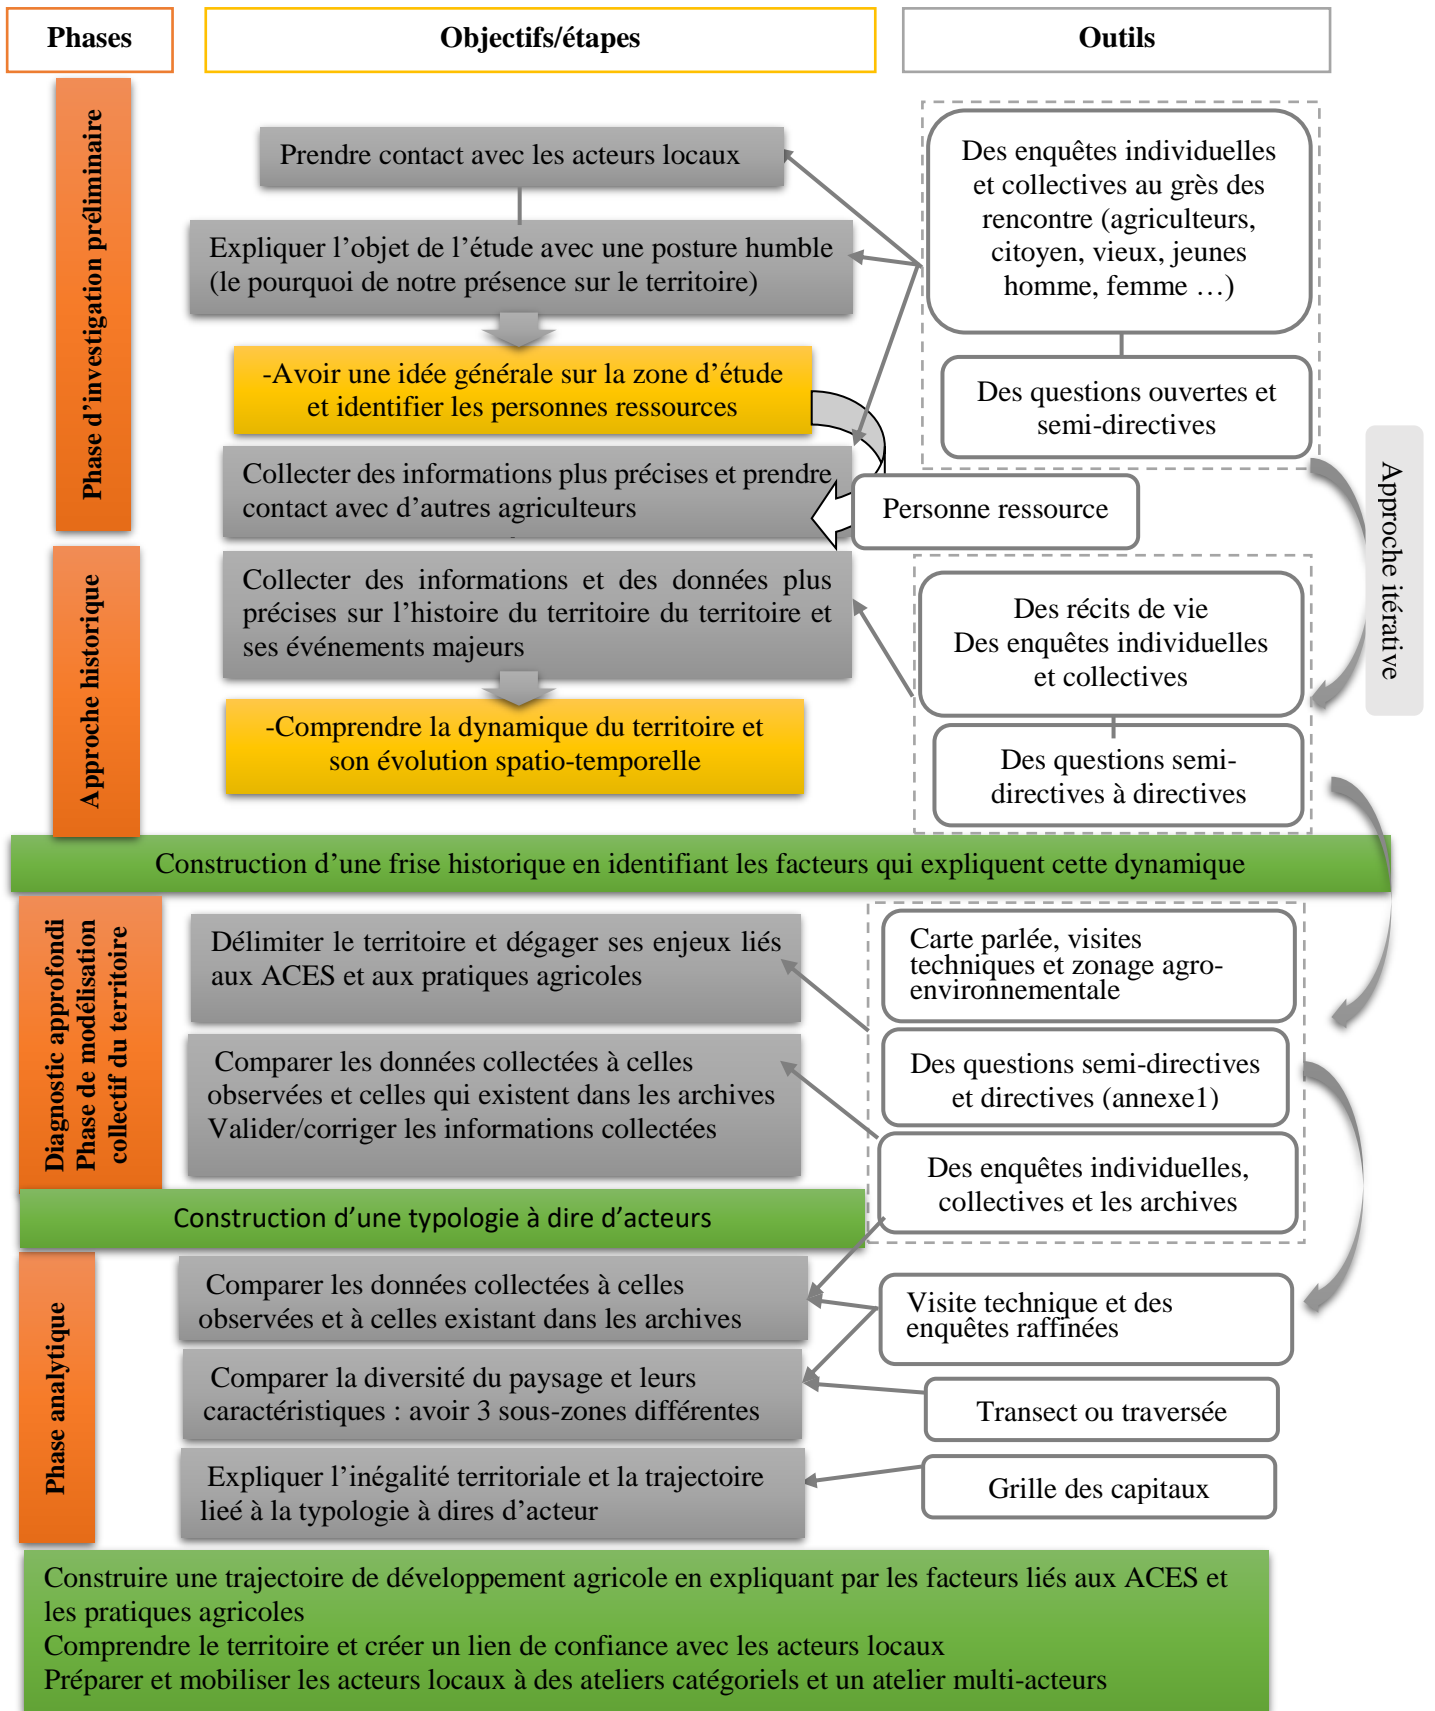 Phases
Objectifs/étapes
Outils
Phase d'investigation préliminaire
Prendre contact avec les acteurs locaux
Expliquer l'objet de l'étude avec une posture humble
(le pourquoi de notre présence sur le territoire)
-Avoir une idée générale sur la zone d'étude
et identifier les personnes ressources
Collecter des informations plus précises et prendre
contact avec d'autres agriculteurs
Des enquêtes individuelles
et collectives au grès des
rencontre (agriculteurs,
citoyen, vieux, jeunes
homme, femme …)
Des questions ouvertes et
semi-directives
Personne ressource
Approche itérative
Approche historique
Collecter des informations et des données plus
précises sur l'histoire du territoire du territoire et
ses événements majeurs
-Comprendre la dynamique du territoire et
son évolution spatio-temporelle
Des récits de vie
Des enquêtes individuelles
et collectives
Des questions semi-
directives à directives
Construction d'une frise historique en identifiant les facteurs qui expliquent cette dynamique
Diagnostic approfondi
Phase de modélisation
collectif du territoire
Délimiter le territoire et dégager ses enjeux liés
aux ACES et aux pratiques agricoles
Comparer les données collectées à celles
observées et celles qui existent dans les archives
Valider/corriger les informations collectées
Carte parlée, visites
techniques et zonage agro-
environnementale
Des questions semi-directives
et directives (annexe1)
Des enquêtes individuelles,
collectives et les archives
Construction d'une typologie à dire d'acteurs
Phase analytique
Comparer les données collectées à celles
observées et à celles existant dans les archives
Comparer la diversité du paysage et leurs
caractéristiques : avoir 3 sous-zones différentes
Expliquer l'inégalité territoriale et la trajectoire
lieé à la typologie à dires d'acteur
Visite technique et des
enquêtes raffinées
Transect ou traversée
Grille des capitaux
Construire une trajectoire de développement agricole en expliquant par les facteurs liés aux ACES et
les pratiques agricoles
Comprendre le territoire et créer un lien de confiance avec les acteurs locaux
Préparer et mobiliser les acteurs locaux à des ateliers catégoriels et un atelier multi-acteurs